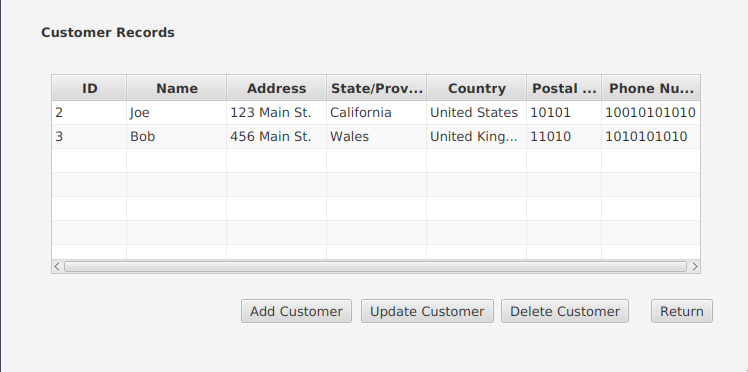 Customer Records
ID Name Address State/Prov... Country Postal ... Phone Nu...
2 Joe 123 Main St. California United States 10101 10010101010
3 Bob 456 Main St. Wales United King... 11010 1010101010
Add Customer Update Customer Delete Customer Return